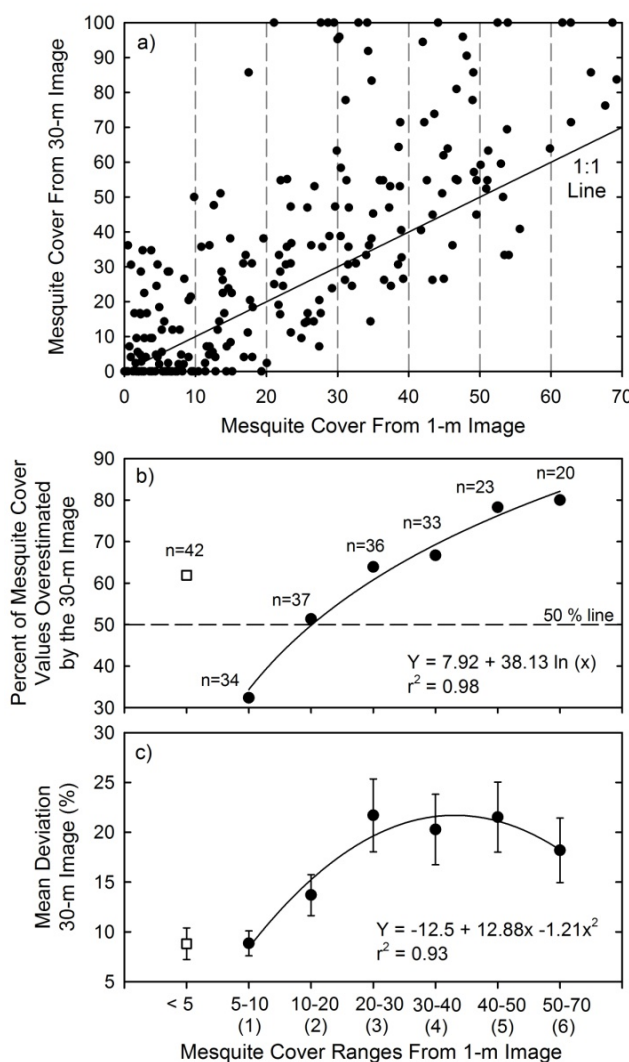 a)
Mesquite Cover From 30-m Image
100
90
80
70
60
50
40
30
20
10
0
1:1
Line
0 10 20 30 40 50 60 70
Mesquite Cover From 1-m Image
b)
Percent of Mesquite Cover
Values Overestimated
by the 30-m Image
90
80
70
60
50
40
30
n=42
n=34
n=37
n=36
n=33
n=23
n=20
50 % line
Y = 7.92 + 38.13 ln (x)
r² = 0.98
c)
Mean Deviation
30-m Image (%)
30
25
20
15
10
5
Y = -12.5 + 12.88x -1.21x²
r² = 0.93
< 5 5-10 10-20 20-30 30-40 40-50 50-70
(1) (2) (3) (4) (5) (6)
Mesquite Cover Ranges From 1-m Image